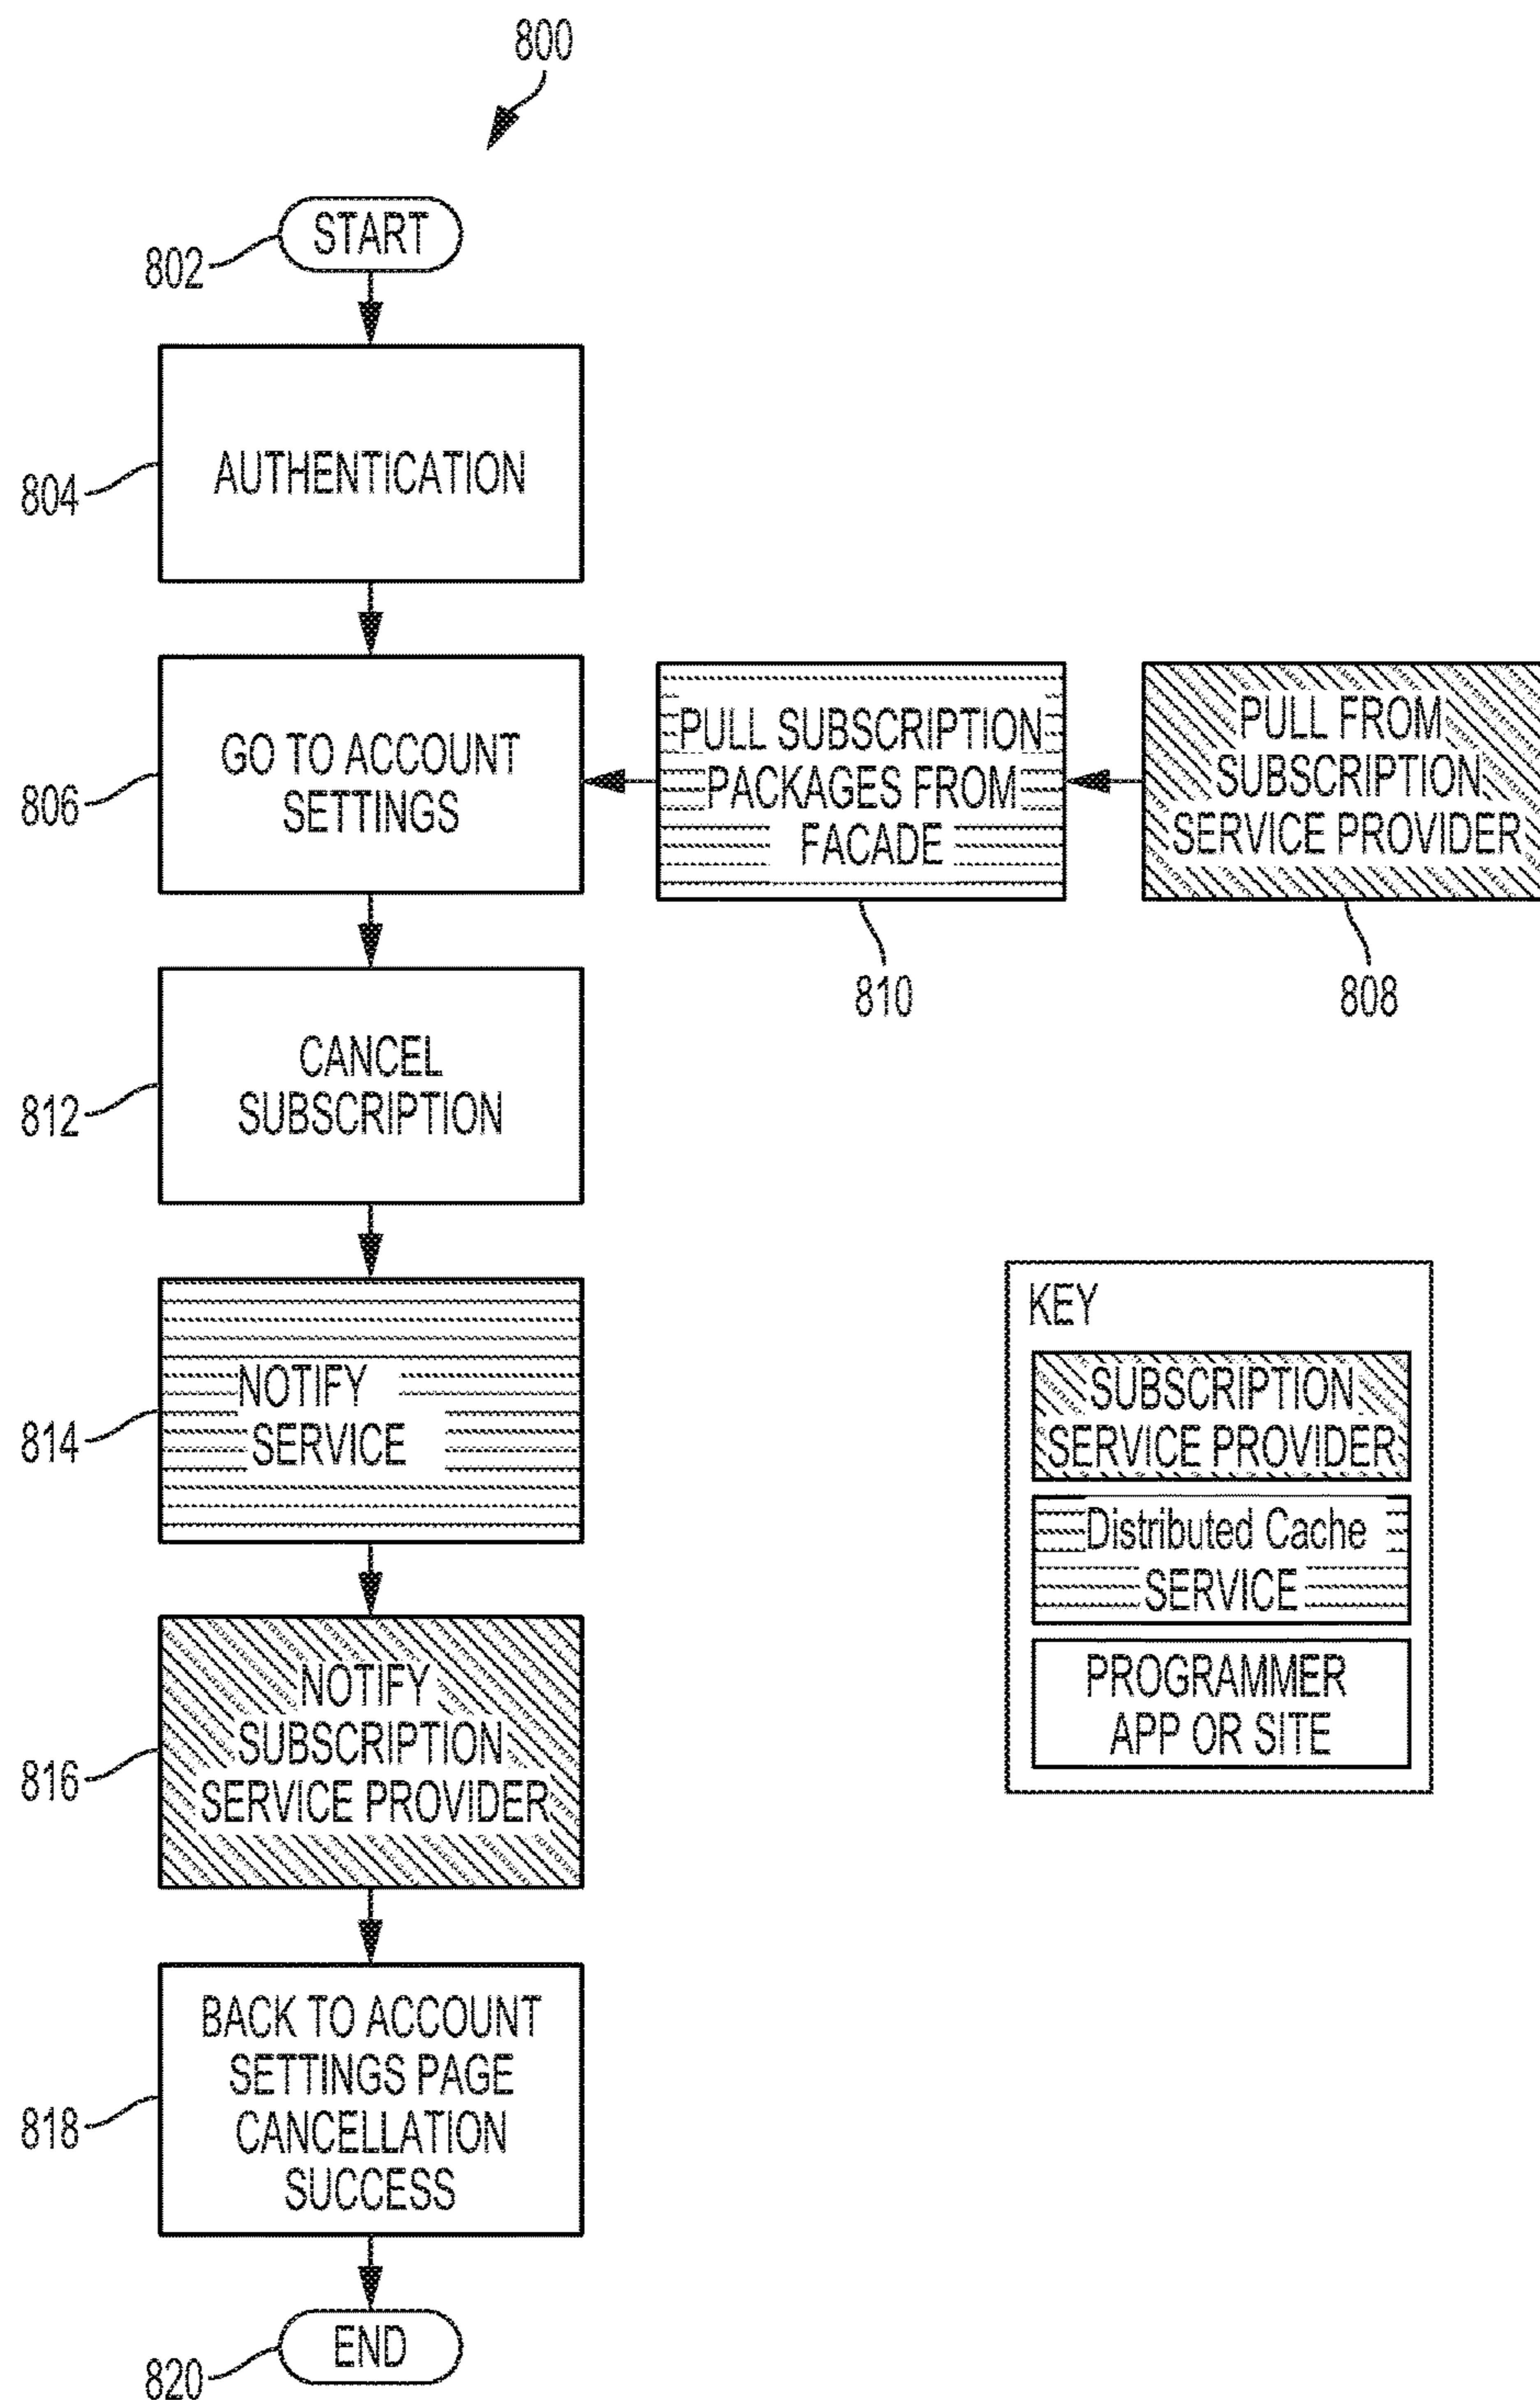 800
START
802
AUTHENTICATION
804
GO TO ACCOUNT
SETTINGS
806
PULL SUBSCRIPTION
PACKAGES FROM
FACADE
810
PULL FROM
SUBSCRIPTION
SERVICE PROVIDER
808
CANCEL
SUBSCRIPTION
812
NOTIFY
SERVICE
814
NOTIFY
SUBSCRIPTION
SERVICE PROVIDER
816
BACK TO ACCOUNT
SETTINGS PAGE
CANCELLATION
SUCCESS
818
END
820
KEY
SUBSCRIPTION
SERVICE PROVIDER
Distributed Cache
SERVICE
PROGRAMMER
APP OR SITE